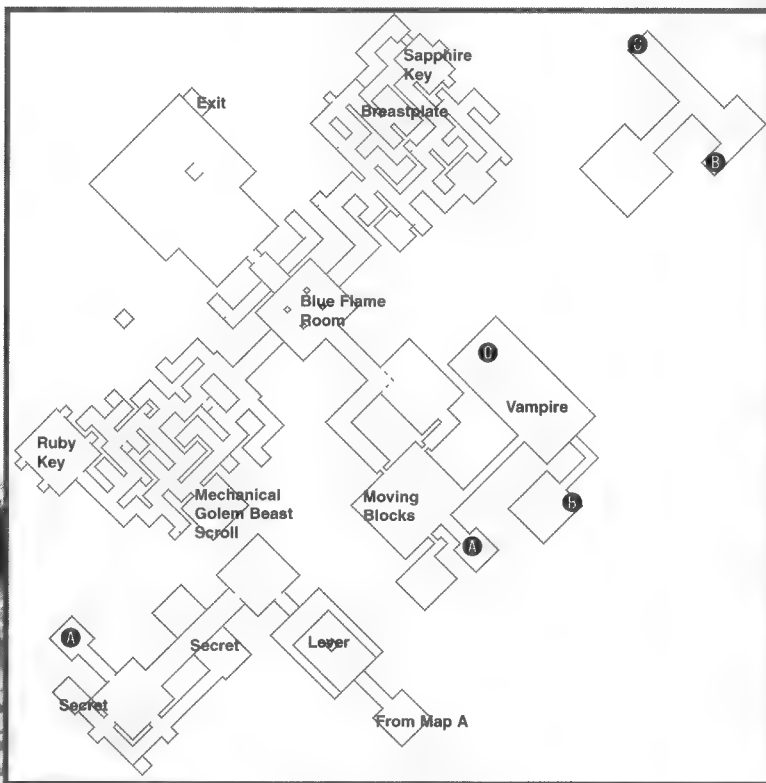 C
Sapphire
Key
Exit
Breastplate
B
Blue Flame
Room
C
Vampire
Ruby
Key
Mechanical
Golem Beast
Scroll
Moving
Blocks
b
A
A
Secret
Lever
Secret
From Map A